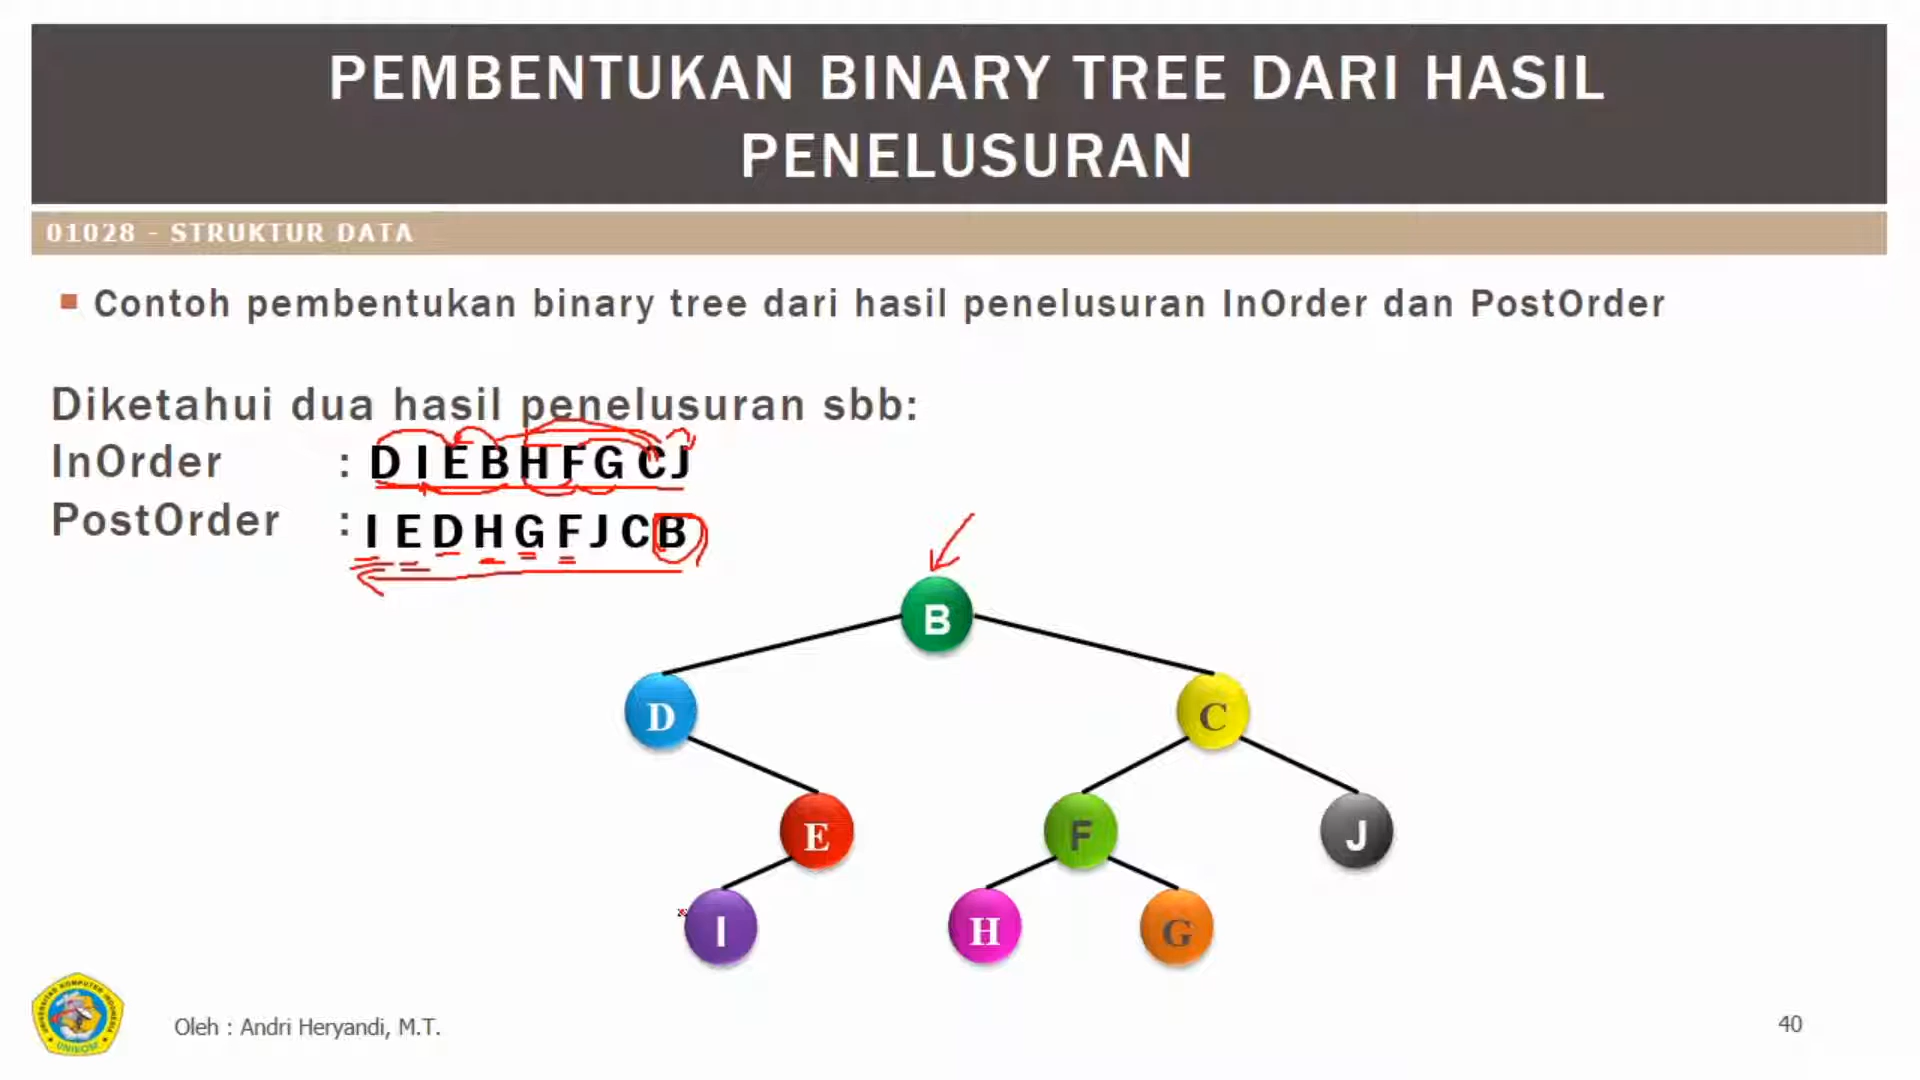 PEMBENTUKAN BINARY TREE DARI HASIL
PENELUSURAN
01028 - STRUKTUR DATA
Contoh pembentukan binary tree dari hasil penelusuran InOrder dan PostOrder
Diketahui dua hasil penelusuran sbb:
InOrder : D I E B H F G C J
PostOrder : I E D H G F J C B
B
D C
E F J
I H G
UNIKOM
Oleh : Andri Heryandi, M.T. 40